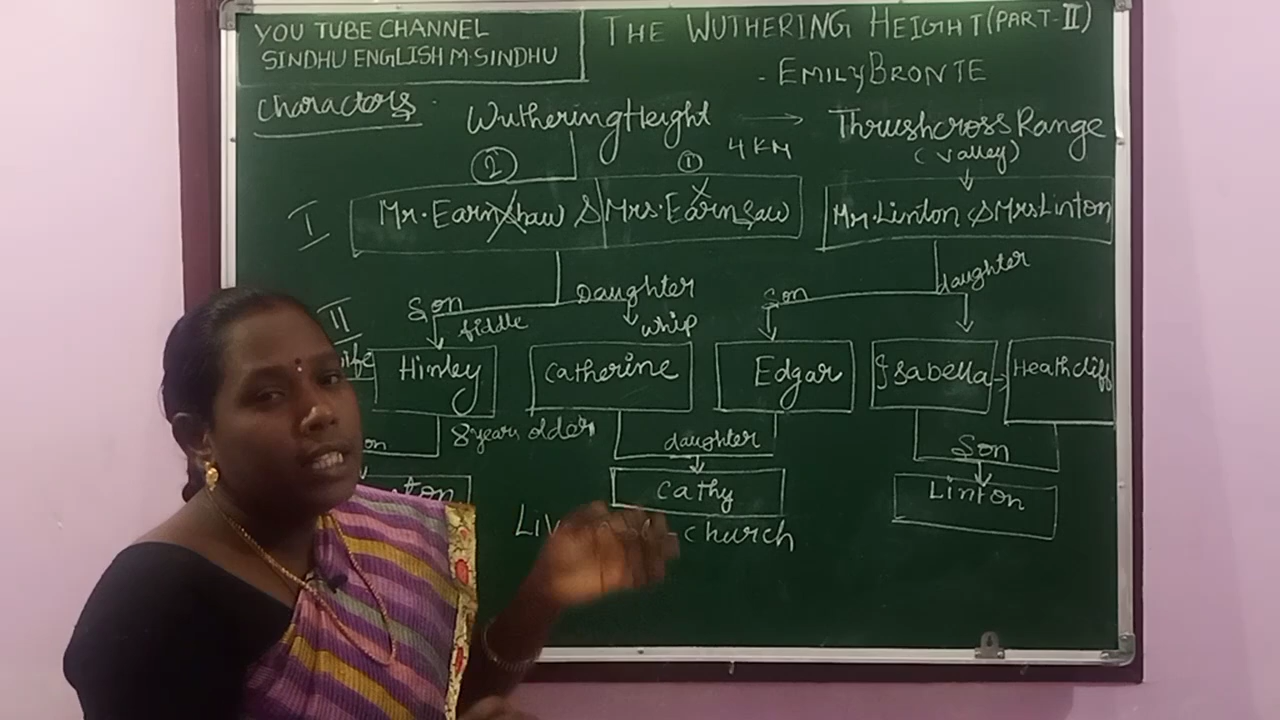 YOU TUBE CHANNEL
SINDHU ENGLISH M.SINDHU
THE WUTHERING HEIGHT (PART-II)
- EMILY BRONTE
Charactors
Wuthering Height → Thrushcross Range
4 KM
(valley)
② ①
I
Mr. Earnshaw & Mrs. Earnsaw
Mr. Linton & Mrs Linton
II
Son Daughter Son daughter
fiddle whip
Hinley Catherine Edgar Isabella Heathcliff
8 years older
daughter Son
Cathy Linton
church